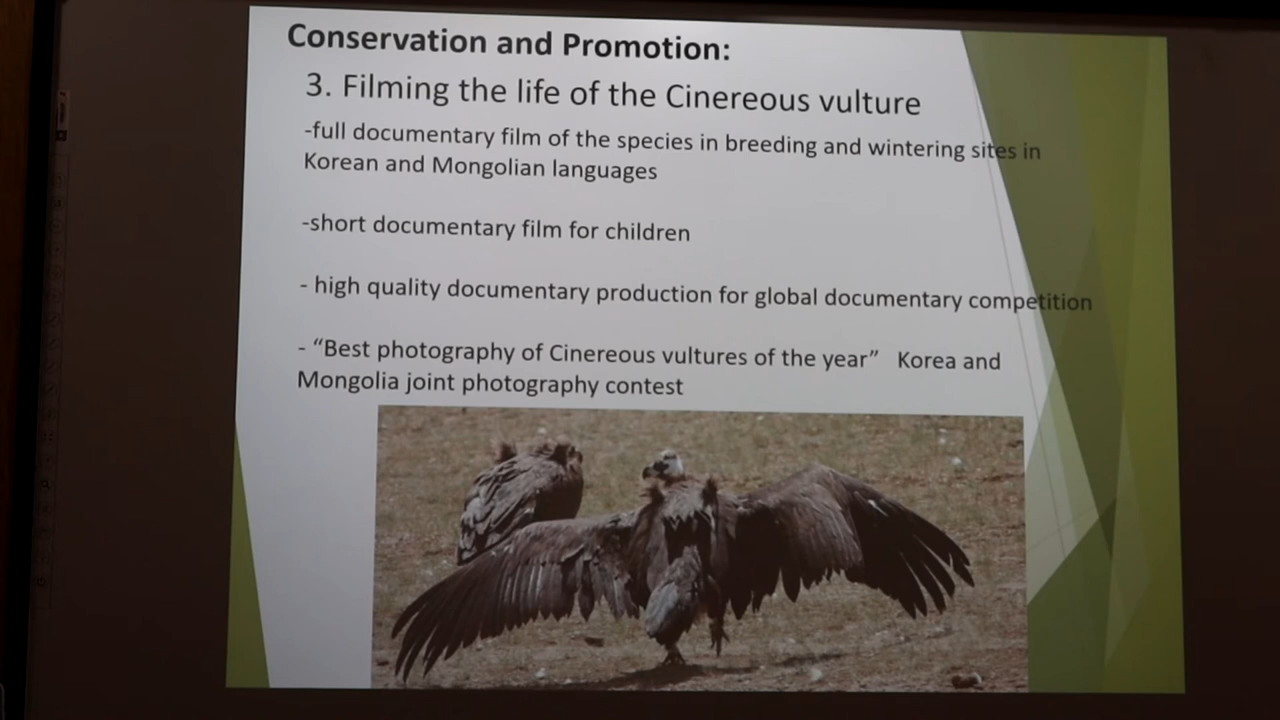 Conservation and Promotion:
3. Filming the life of the Cinereous vulture
-full documentary film of the species in breeding and wintering sites in
Korean and Mongolian languages
-short documentary film for children
- high quality documentary production for global documentary competition
- “Best photography of Cinereous vultures of the year”   Korea and
Mongolia joint photography contest